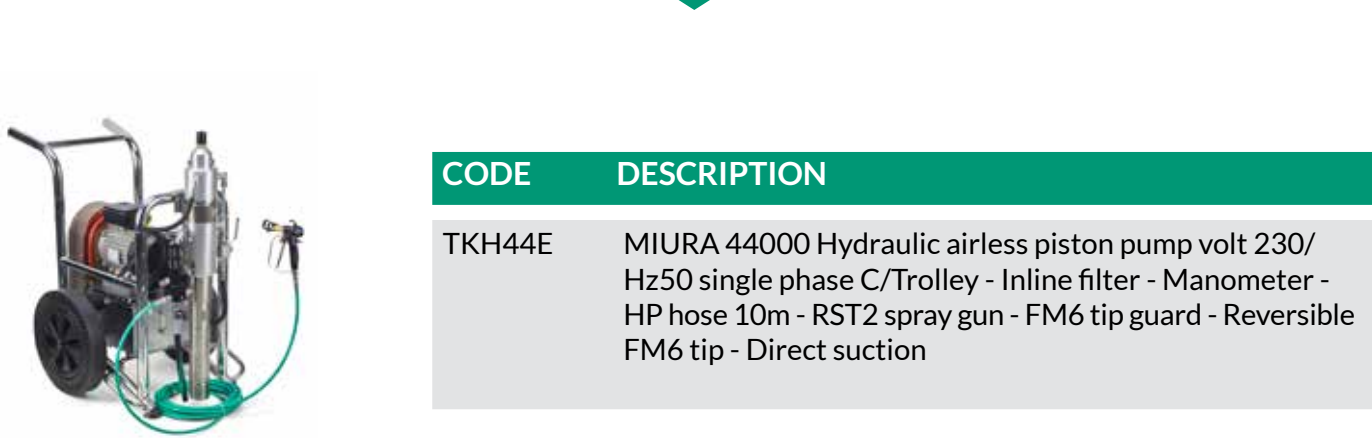 CODE DESCRIPTION
TKH44E MIURA 44000 Hydraulic airless piston pump volt 230/
Hz50 single phase C/Trolley - Inline filter - Manometer -
HP hose 10m - RST2 spray gun - FM6 tip guard - Reversible
FM6 tip - Direct suction